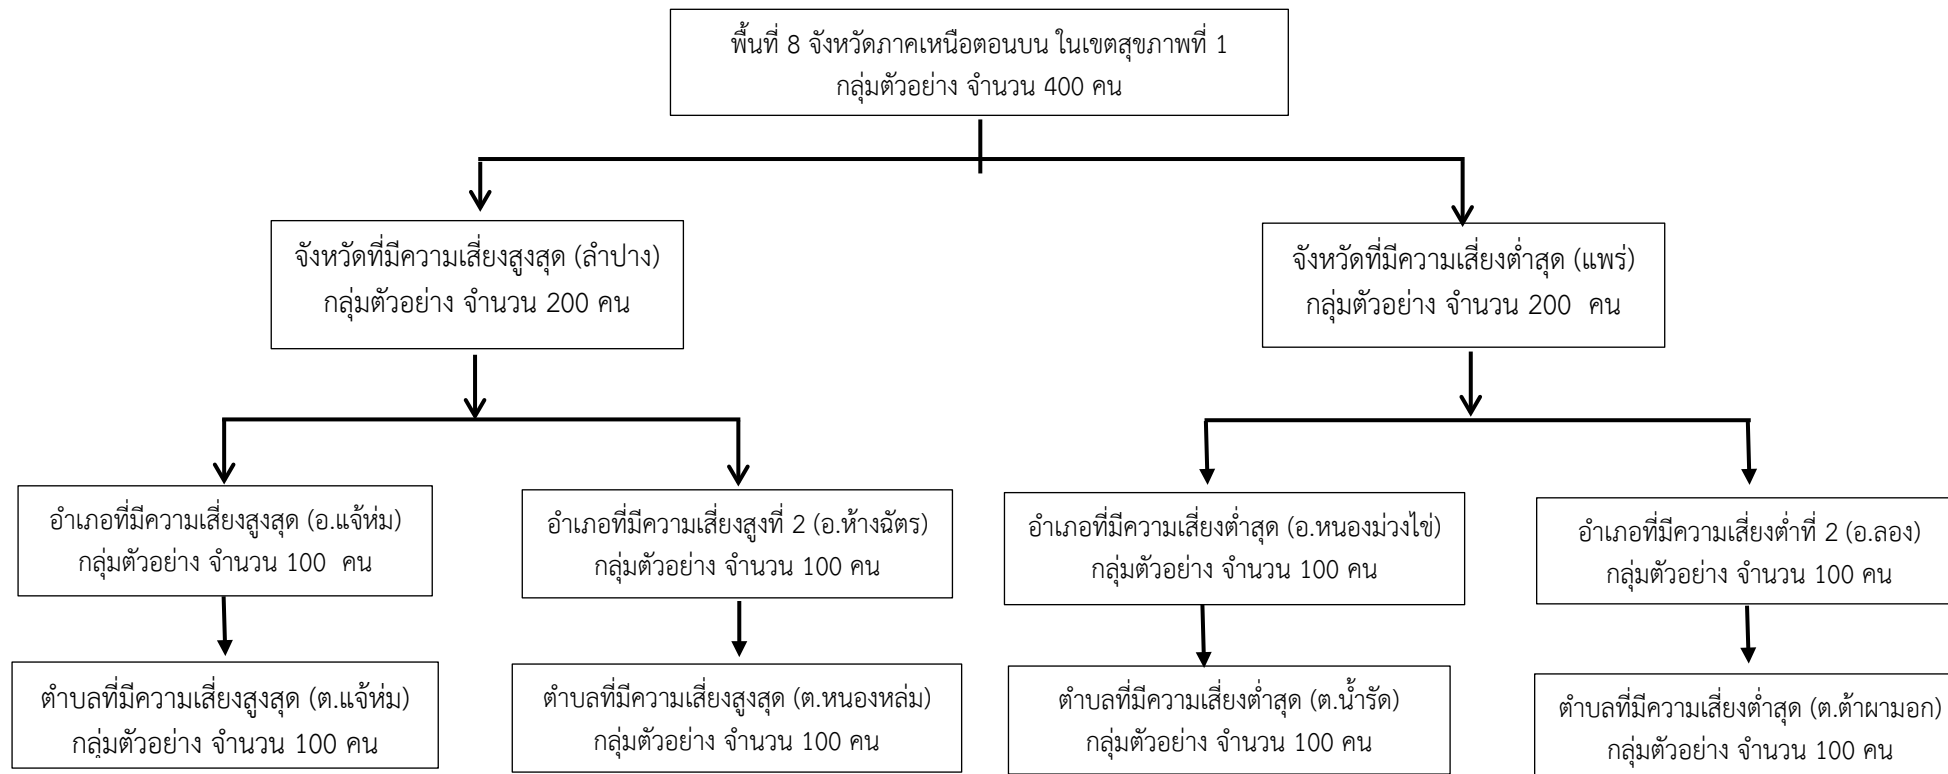 พื้นที่ 8 จังหวัดภาคเหนือตอนบน ในเขตสุขภาพที่ 1
กลุ่มตัวอย่าง จำนวน 400 คน
จังหวัดที่มีความเสี่ยงสูงสุด (ลำปาง)
กลุ่มตัวอย่าง จำนวน 200 คน
จังหวัดที่มีความเสี่ยงต่ำสุด (แพร่)
กลุ่มตัวอย่าง จำนวน 200 คน
อำเภอที่มีความเสี่ยงสูงสุด (อ.แจ้ห่ม)
กลุ่มตัวอย่าง จำนวน 100 คน
อำเภอที่มีความเสี่ยงสูงที่ 2 (อ.ห้างฉัตร)
กลุ่มตัวอย่าง จำนวน 100 คน
อำเภอที่มีความเสี่ยงต่ำสุด (อ.หนองม่วงไข่)
กลุ่มตัวอย่าง จำนวน 100 คน
อำเภอที่มีความเสี่ยงต่ำที่ 2 (อ.ลอง)
กลุ่มตัวอย่าง จำนวน 100 คน
ตำบลที่มีความเสี่ยงสูงสุด (ต.แจ้ห่ม)
กลุ่มตัวอย่าง จำนวน 100 คน
ตำบลที่มีความเสี่ยงสูงสุด (ต.หนองหล่ม)
กลุ่มตัวอย่าง จำนวน 100 คน
ตำบลที่มีความเสี่ยงต่ำสุด (ต.น้ำรัด)
กลุ่มตัวอย่าง จำนวน 100 คน
ตำบลที่มีความเสี่ยงต่ำสุด (ต.ต้าผามอก)
กลุ่มตัวอย่าง จำนวน 100 คน